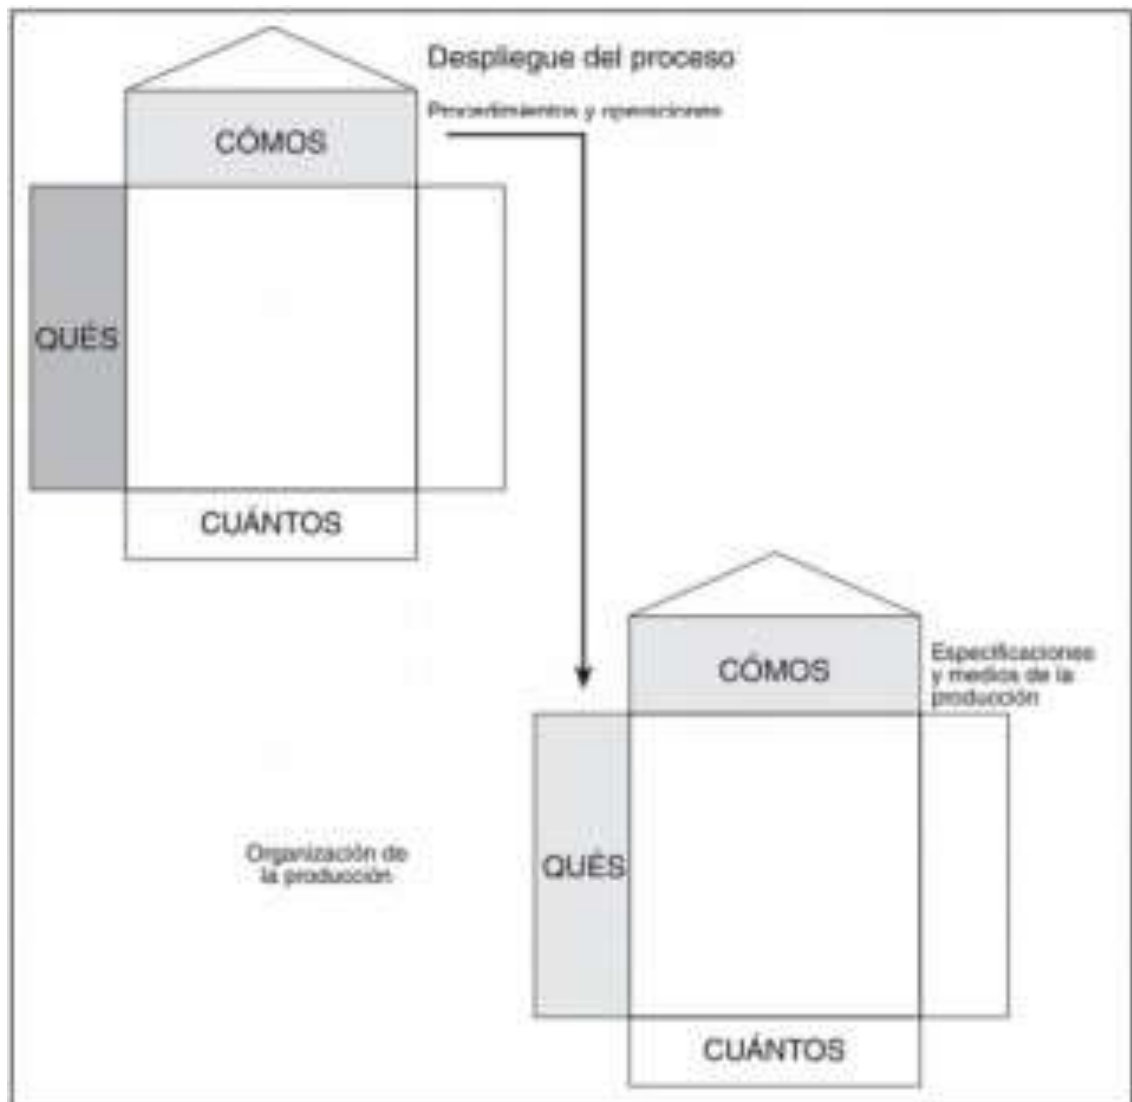 Despliegue del proceso
Procedimientos y operaciones
CÓMOS
QUÉS
CUÁNTOS
CÓMOS
Especificaciones
y medios de la
producción
Organización de
la producción
QUÉS
CUÁNTOS